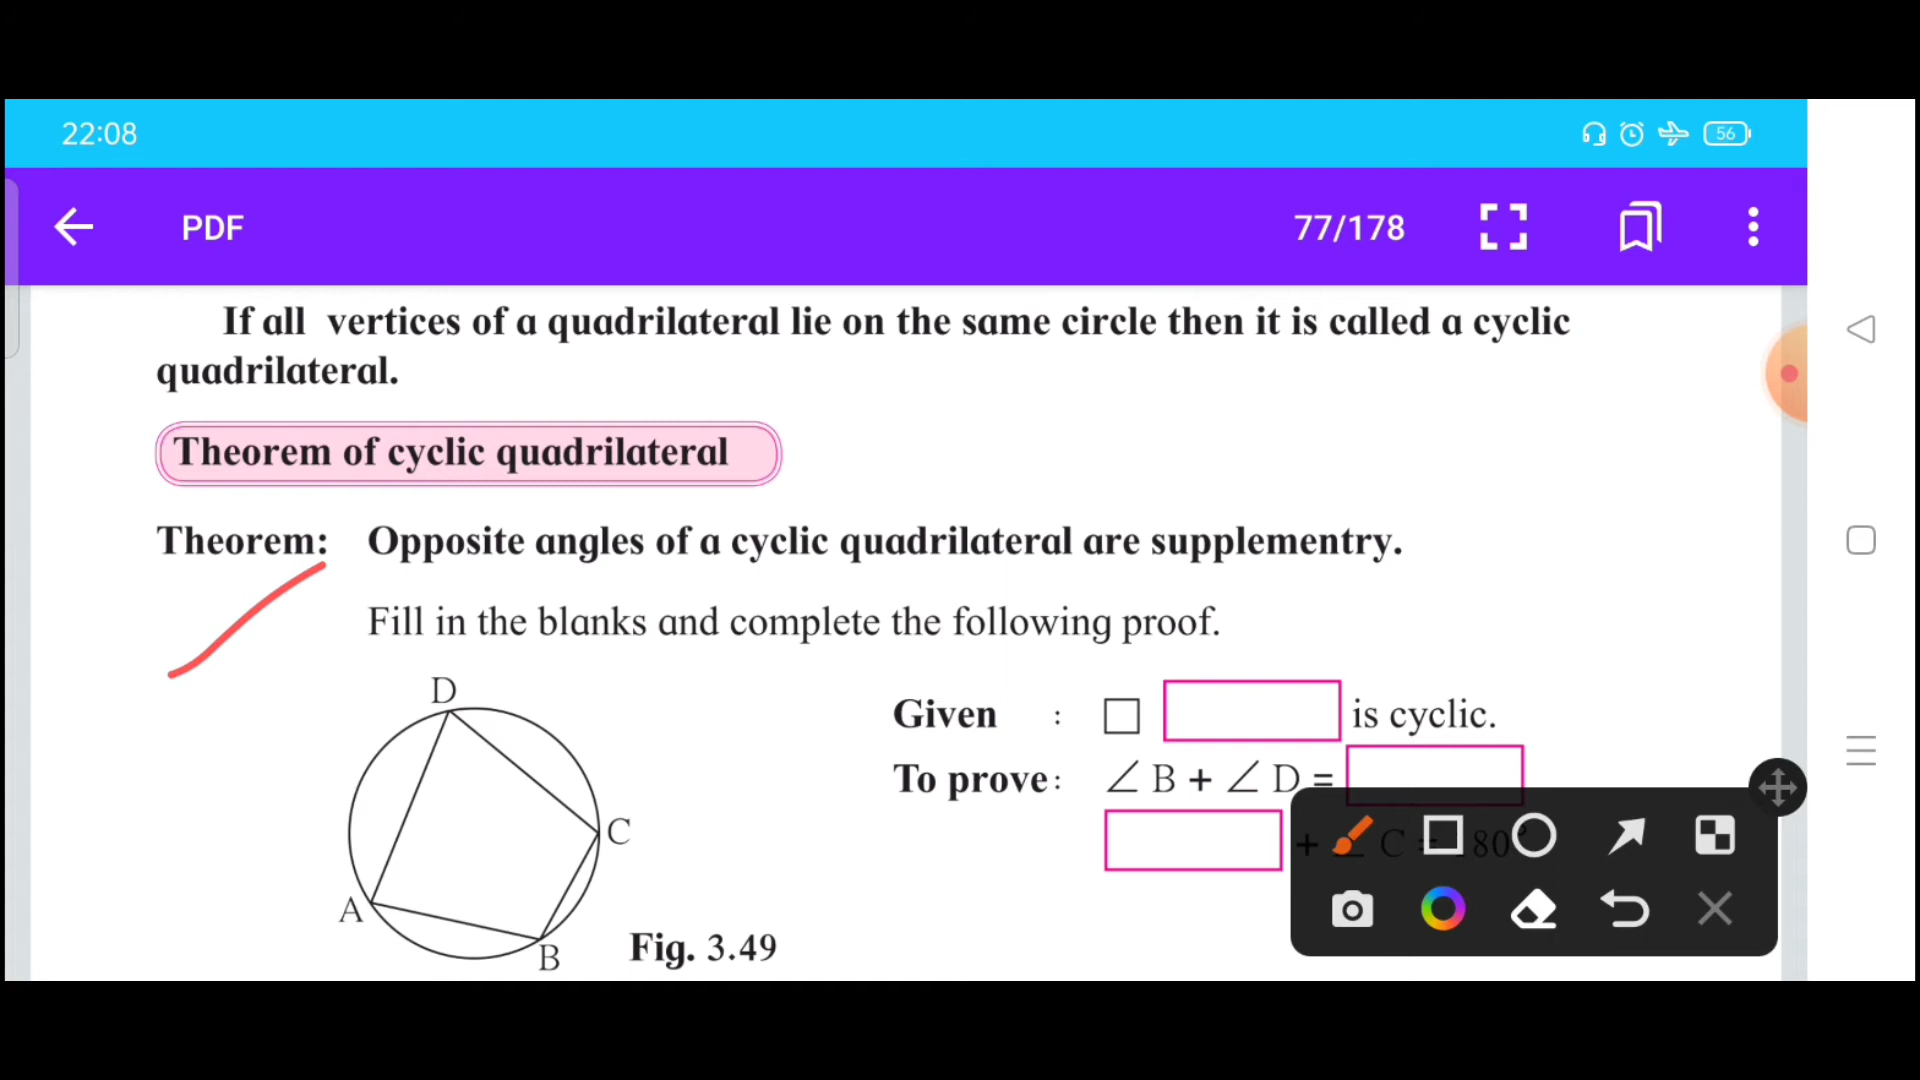 22:08
56
PDF
77/178
If all vertices of a quadrilateral lie on the same circle then it is called a cyclic
quadrilateral.
Theorem of cyclic quadrilateral
Theorem: Opposite angles of a cyclic quadrilateral are supplementry.
Fill in the blanks and complete the following proof.
Given : □ is cyclic.
To prove: ∠ B + ∠ D =
+ ∠ C = 180°
D
C
A
B
Fig. 3.49